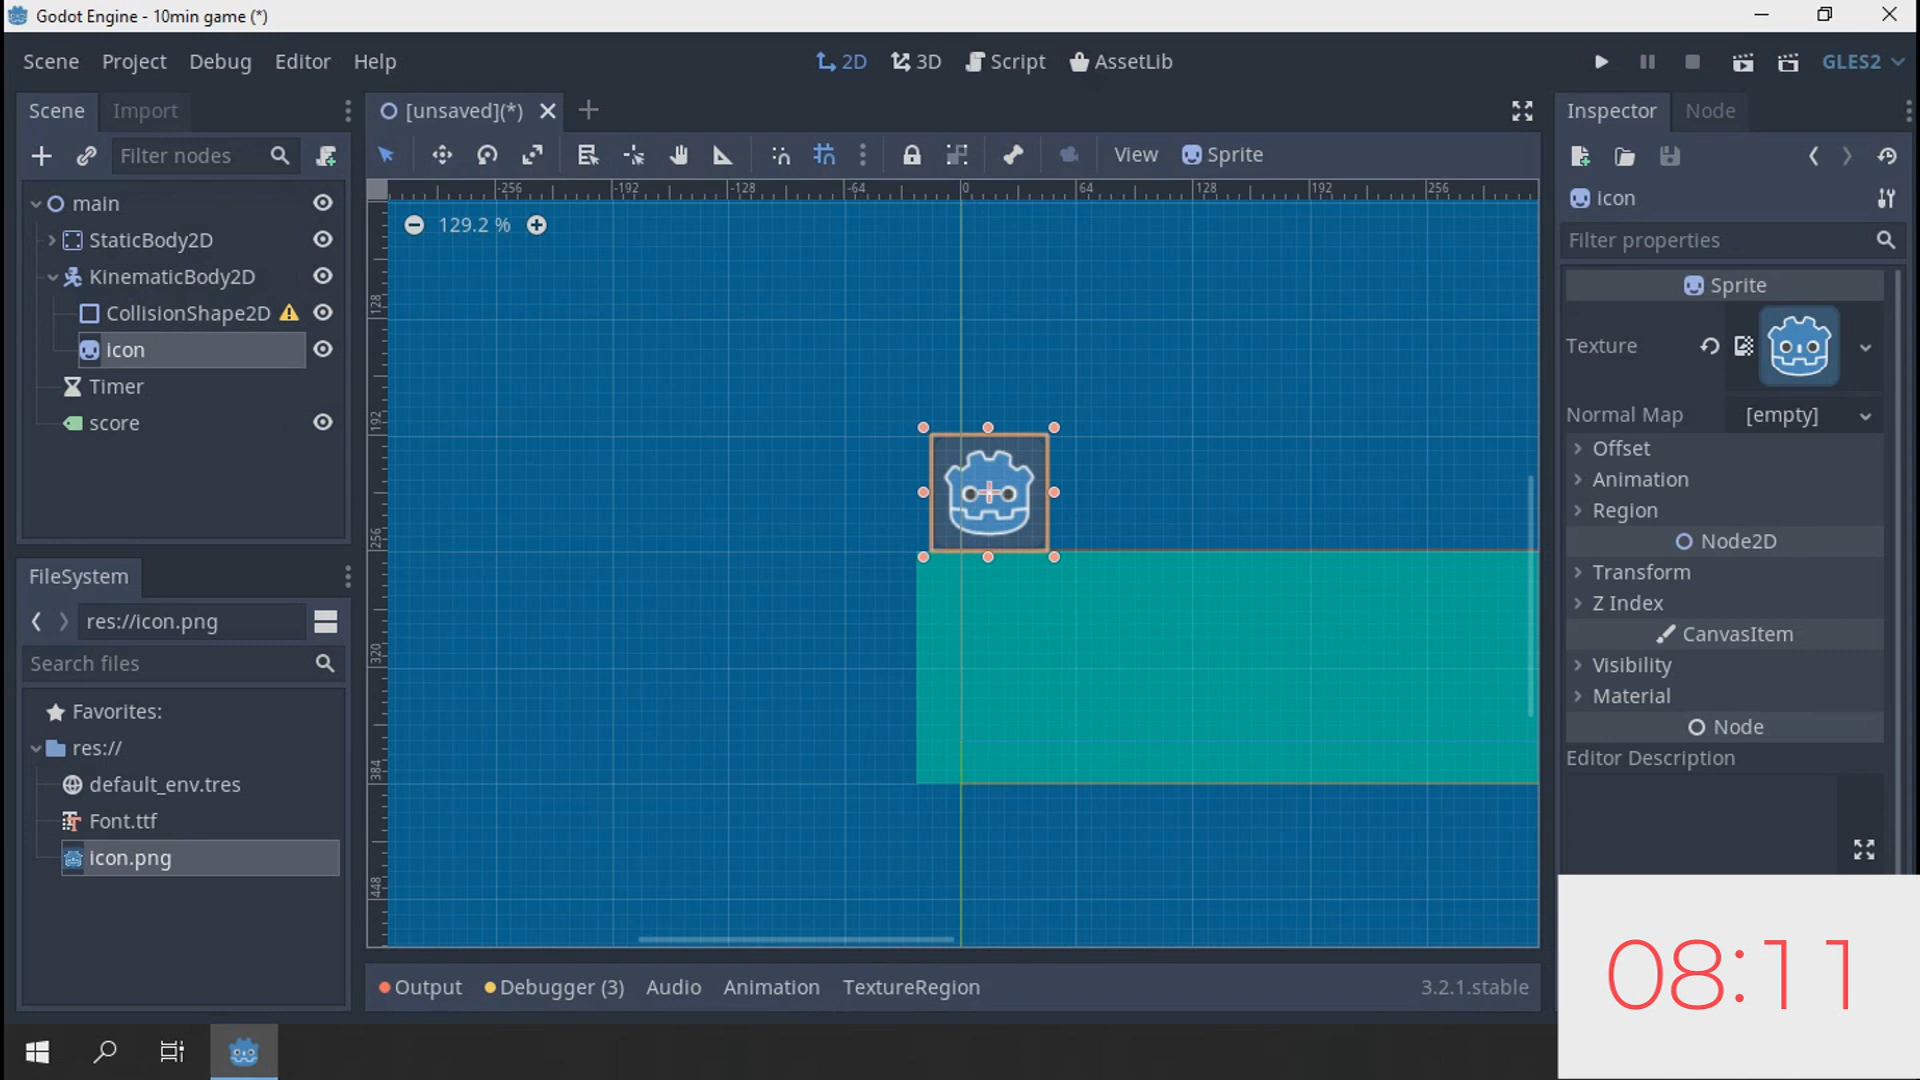 Godot Engine - 10min game (*)
Scene Project Debug Editor Help
2D 3D Script AssetLib
GLES2
Scene Import
[unsaved](*)
Inspector Node
Filter nodes
View Sprite
-256 -192 -128 -64 0 64 128 192 256
129.2 %
main
StaticBody2D
KinematicBody2D
CollisionShape2D
icon
Timer
score
128
192
256
320
384
448
icon
Filter properties
Sprite
Texture
Normal Map [empty]
Offset
Animation
Region
Node2D
Transform
Z Index
CanvasItem
Visibility
Material
Node
Editor Description
FileSystem
res://icon.png
Search files
Favorites:
res://
default_env.tres
Font.ttf
icon.png
Output Debugger (3) Audio Animation TextureRegion 3.2.1.stable
08:11